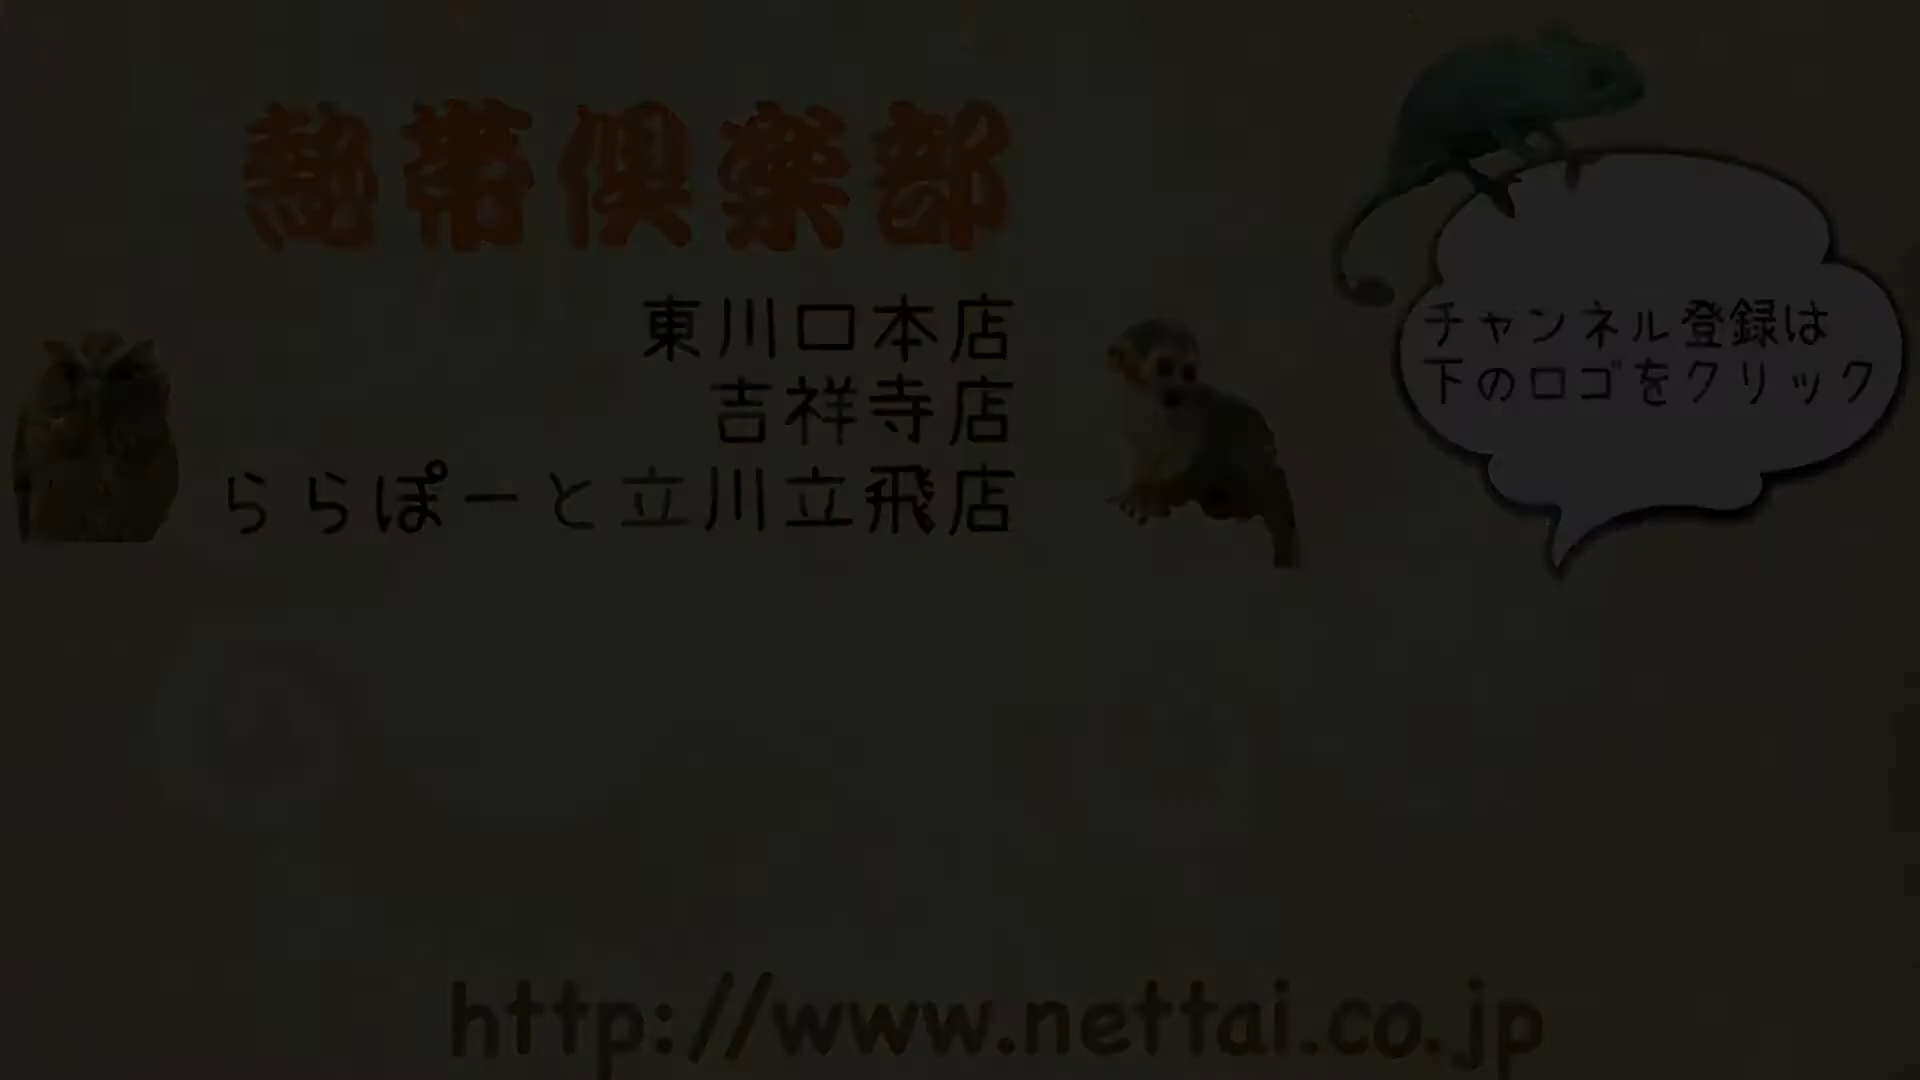 熱帯倶楽部
東川口本店
吉祥寺店
ららぽーと立川立飛店
チャンネル登録は
下のロゴをクリック
http://www.nettai.co.jp